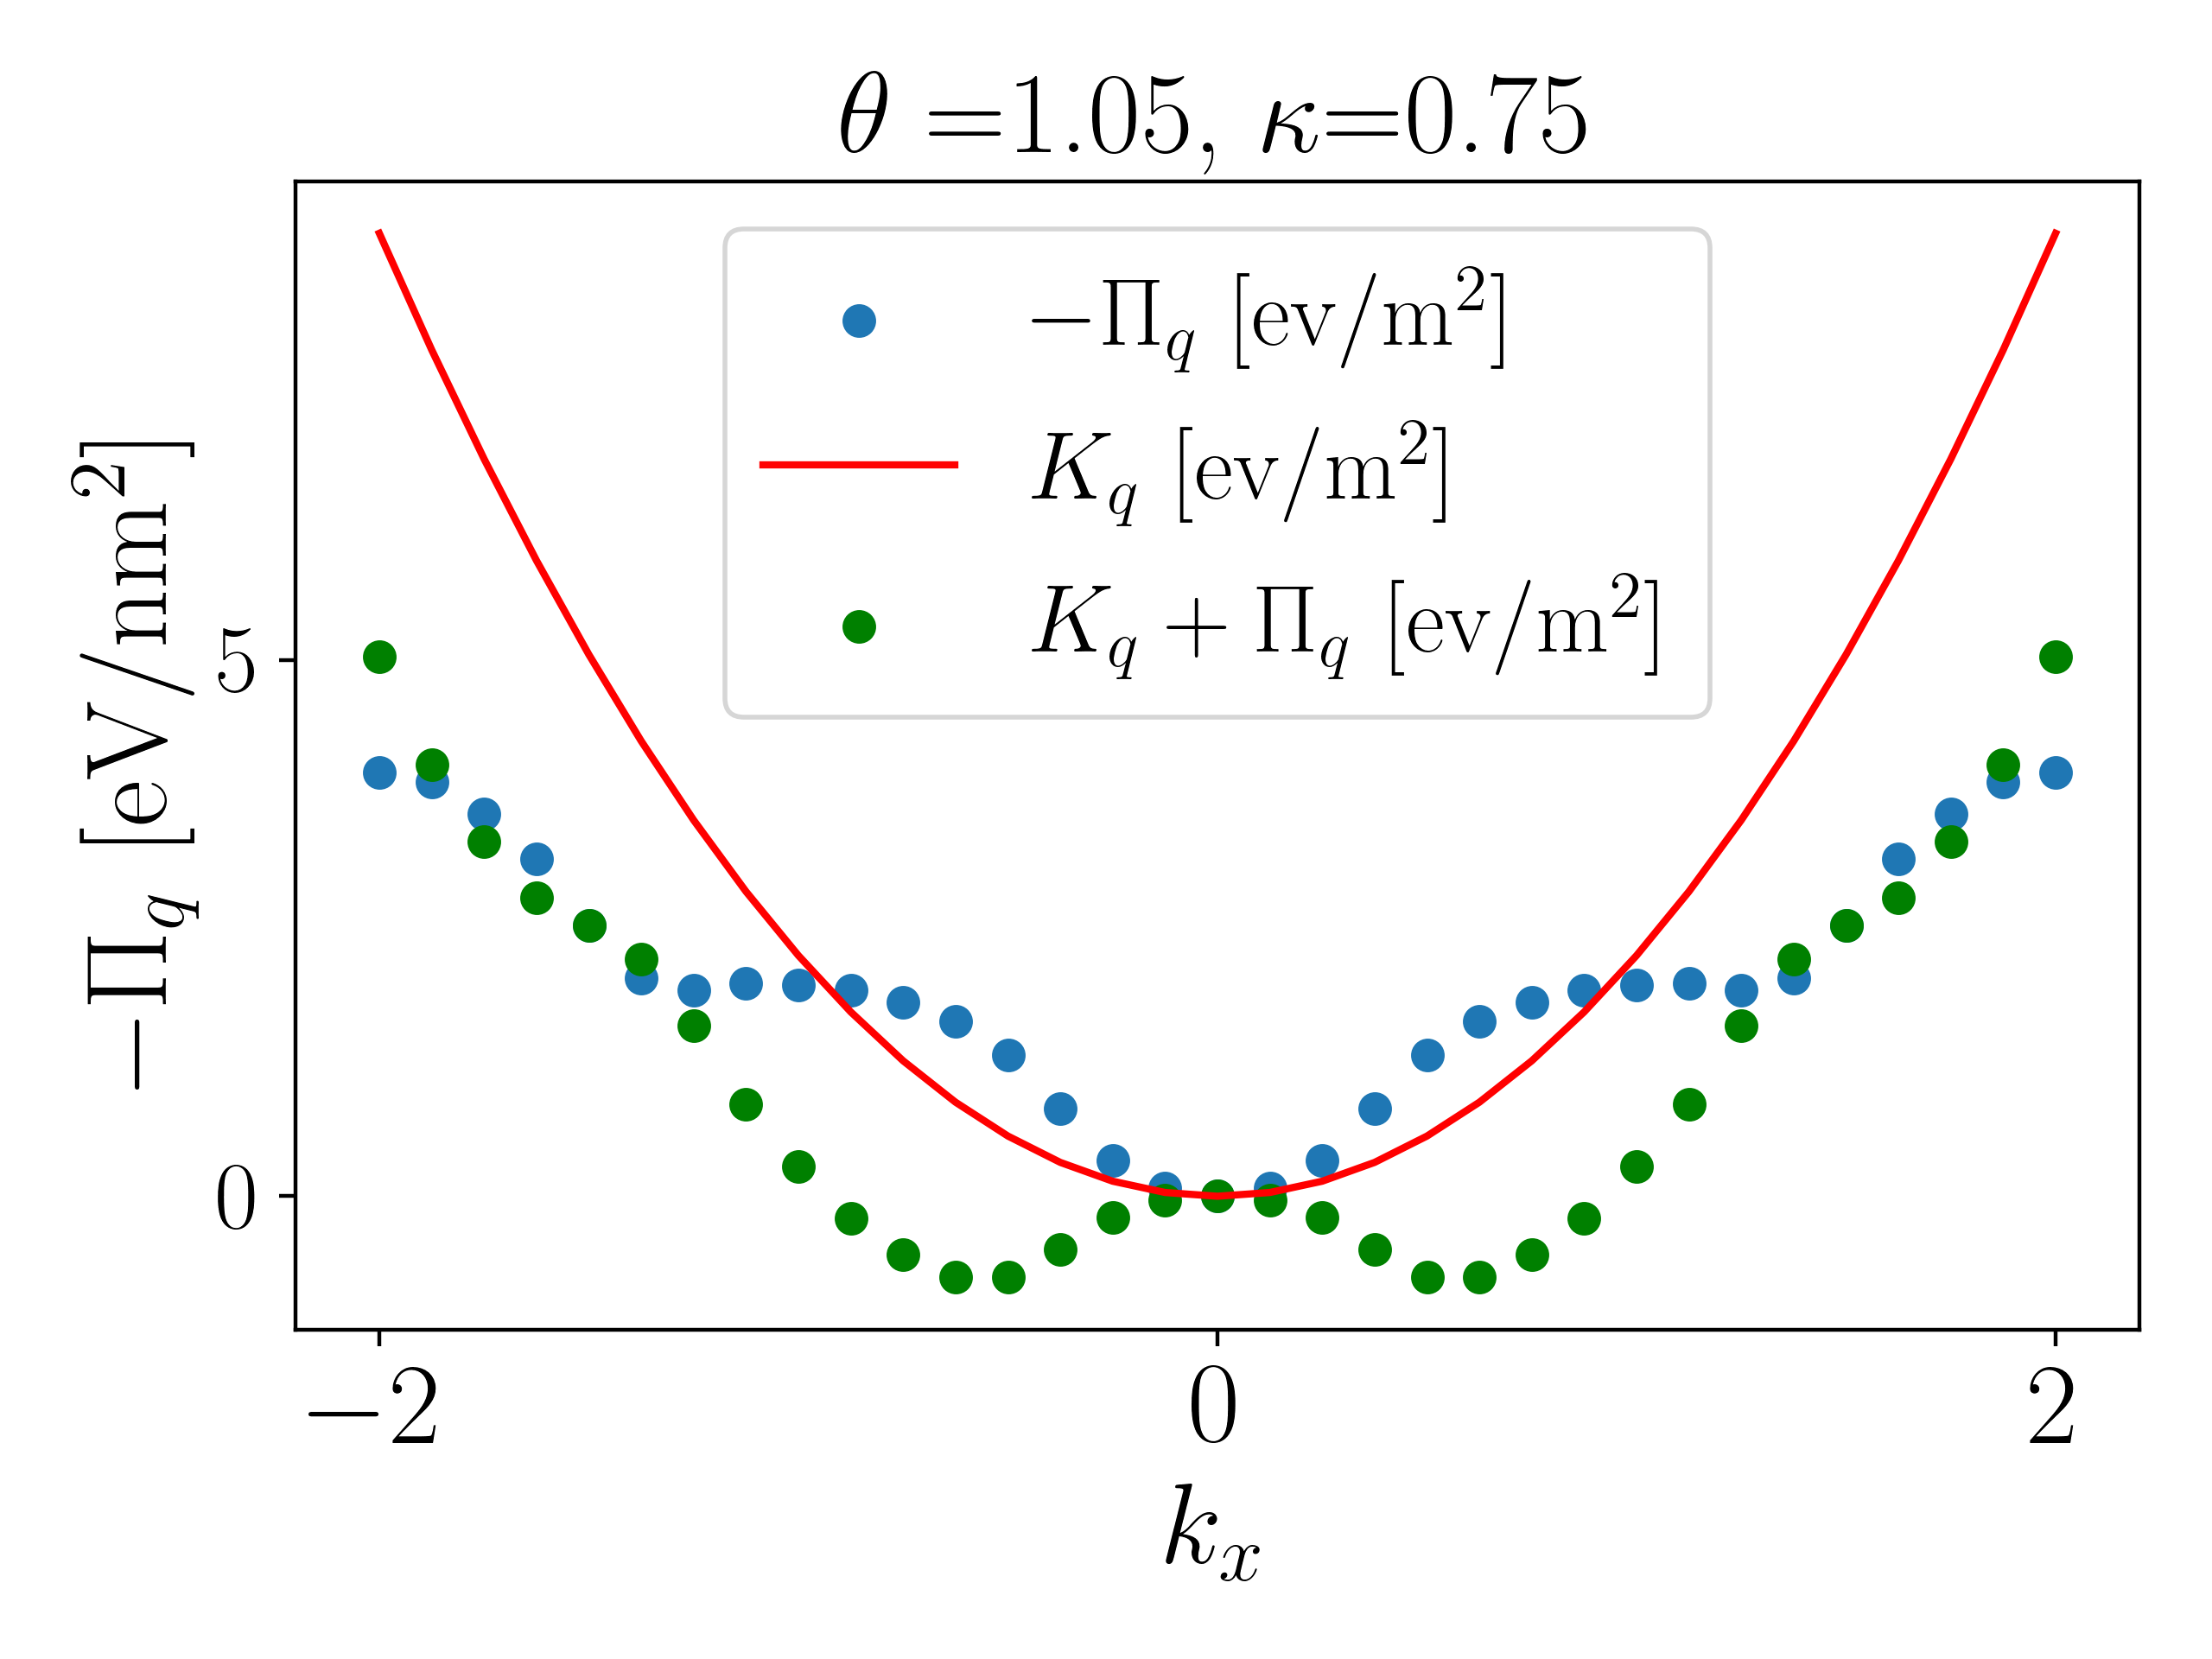 θ =1.05, κ=0.75
−Π_q [ev/m²]
K_q [ev/m²]
K_q + Π_q [ev/m²]
−Π_q [eV/nm²]
5
0
−2 0 2
k_x